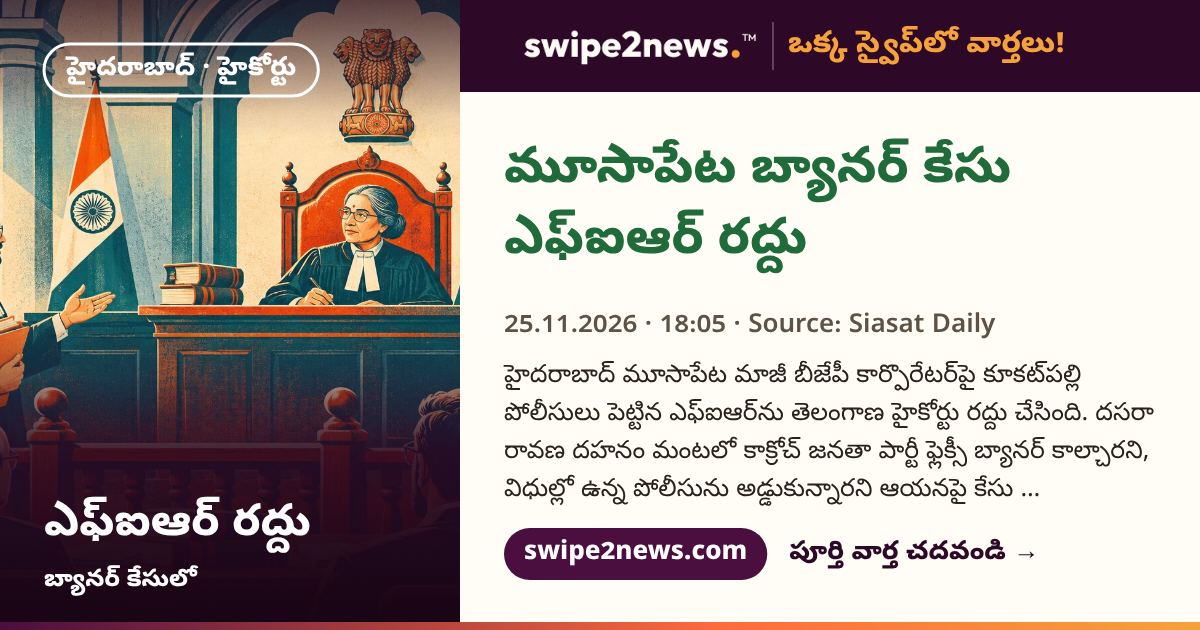 హైదరాబాద్ · హైకోర్టు
ఎఫ్ఐఆర్ రద్దు
బ్యానర్ కేసులో
swipe2news.™
ఒక్క స్వైప్‌లో వార్తలు!
మూసాపేట బ్యానర్ కేసు
ఎఫ్ఐఆర్ రద్దు
25.11.2026 · 18:05 · Source: Siasat Daily
హైదరాబాద్ మూసాపేట మాజీ బీజేపీ కార్పొరేటర్‌పై కూకట్‌పల్లి
పోలీసులు పెట్టిన ఎఫ్ఐఆర్‌ను తెలంగాణ హైకోర్టు రద్దు చేసింది. దసరా
రావణ దహనం మంటలో కాక్రోచ్ జనతా పార్టీ ఫ్లెక్సీ బ్యానర్ కాల్చారని,
విధుల్లో ఉన్న పోలీసును అడ్డుకున్నారని ఆయనపై కేసు ...
swipe2news.com
పూర్తి వార్త చదవండి →